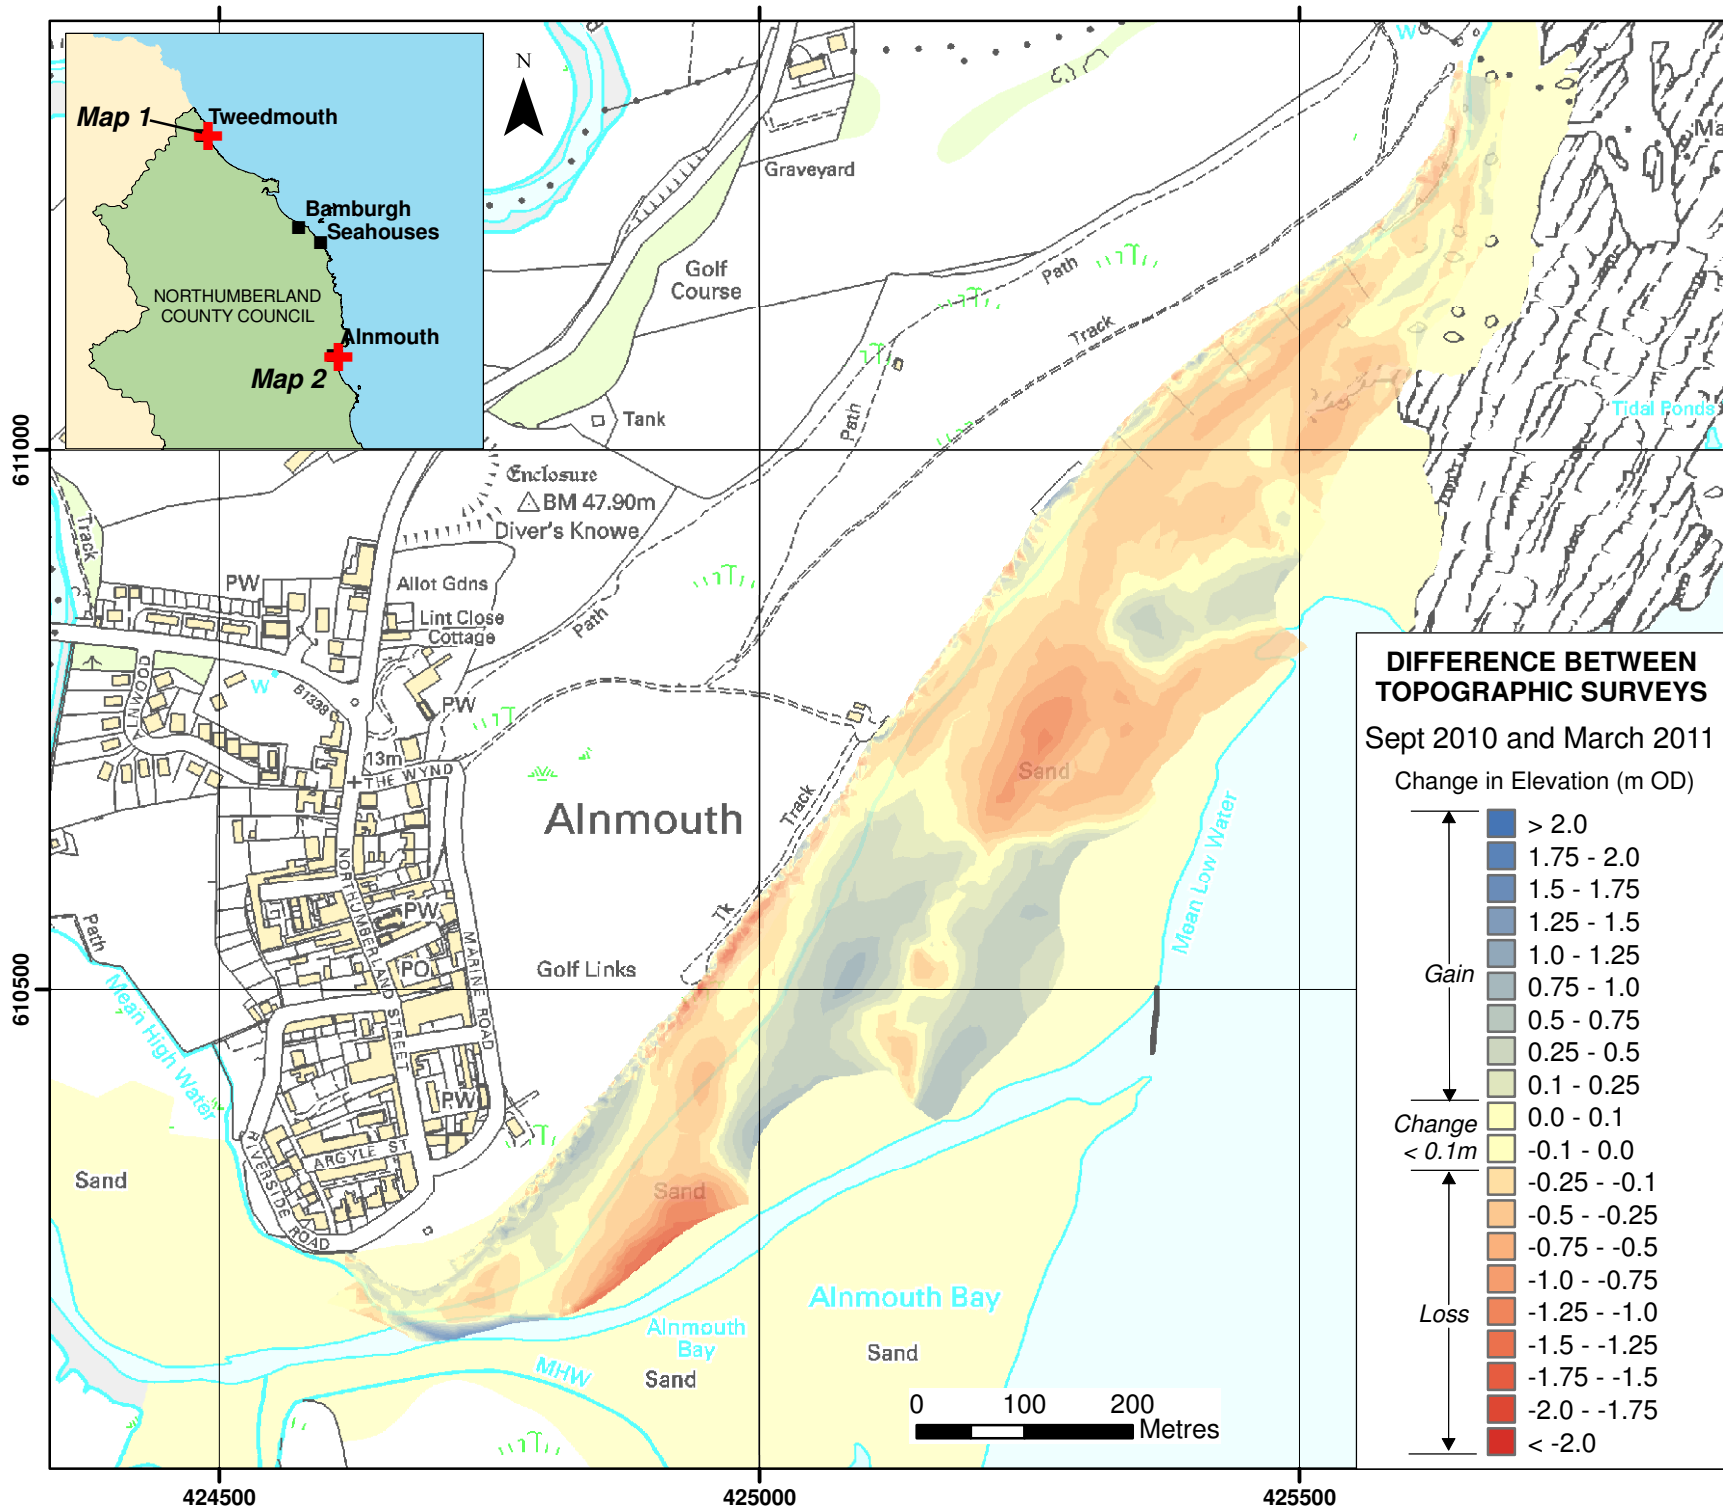 Map 1
Tweedmouth
Bamburgh
Seahouses
NORTHUMBERLAND
COUNTY COUNCIL
Alnmouth
Map 2
N
W
Graveyard
Golf
Course
Path
Track
Path
Tank
Tidal Ponds
611000
Enclosure
BM 47.90m
Diver's Knowe
Track
PW
Allot Gdns
Lint Close
Cottage
Path
LNWOOD
W
B1338
PW
13m
THE WYND
Alnmouth
Track
Sand
Mean Low Water
NORTHUMBERLAND STREET
PW
MARINE ROAD
Tk
Path
PO
Golf Links
610500
Mean High Water
PW
ARGYLE ST
RIVERSIDE ROAD
Sand
Sand
Alnmouth Bay
Alnmouth
Bay
Sand
MHW
Sand
0 100 200
Metres
424500
425000
425500
DIFFERENCE BETWEEN
TOPOGRAPHIC SURVEYS
Sept 2010 and March 2011
Change in Elevation (m OD)
> 2.0
1.75 - 2.0
1.5 - 1.75
1.25 - 1.5
1.0 - 1.25
Gain
0.75 - 1.0
0.5 - 0.75
0.25 - 0.5
0.1 - 0.25
Change
< 0.1m
0.0 - 0.1
-0.1 - 0.0
-0.25 - -0.1
-0.5 - -0.25
-0.75 - -0.5
-1.0 - -0.75
Loss
-1.25 - -1.0
-1.5 - -1.25
-1.75 - -1.5
-2.0 - -1.75
< -2.0